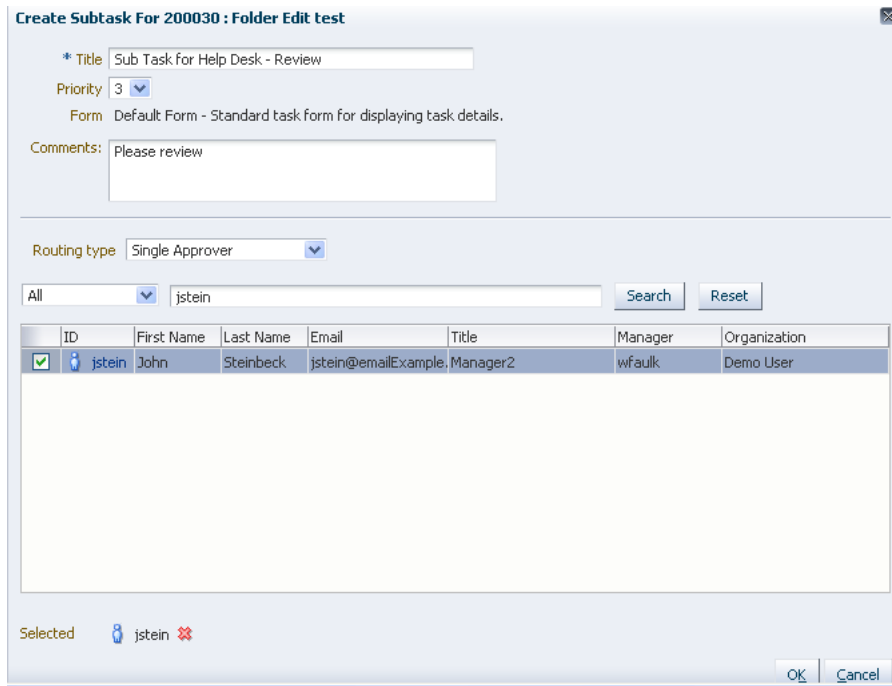 Create Subtask For 200030 : Folder Edit test
* Title Sub Task for Help Desk - Review
Priority 3
Form Default Form - Standard task form for displaying task details.
Comments: Please review
Routing type Single Approver
All jstein Search Reset
ID First Name Last Name Email Title Manager Organization
jstein John Steinbeck jstein@emailExample. Manager2 wfaulk Demo User
Selected jstein
OK Cancel